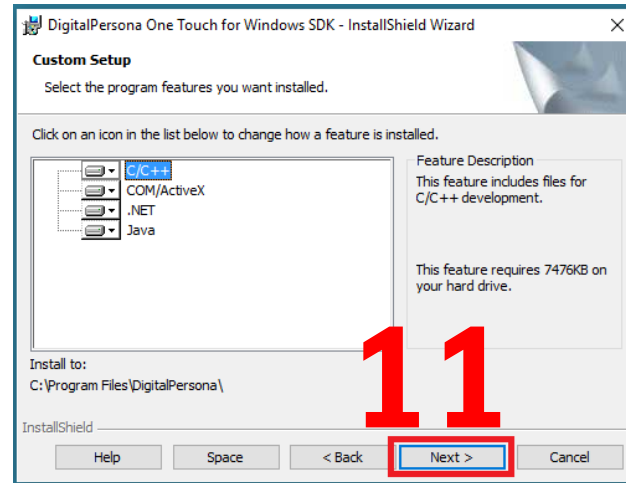 DigitalPersona One Touch for Windows SDK - InstallShield Wizard
Custom Setup
Select the program features you want installed.
Click on an icon in the list below to change how a feature is installed.
C/C++
COM/ActiveX
.NET
Java
Feature Description
This feature includes files for
C/C++ development.
This feature requires 7476KB on
your hard drive.
Install to:
C:\Program Files\DigitalPersona\
11
InstallShield
Help Space < Back Next > Cancel